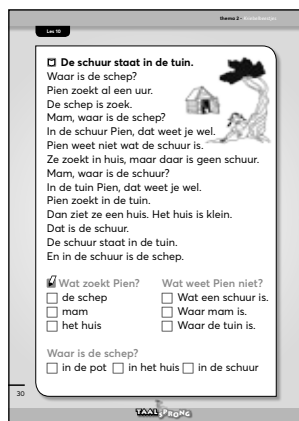 thema 2 -
Les 10
De schuur staat in de tuin.
Waar is de schep?
Pien zoekt al een uur.
De schep is zoek.
Mam, waar is de schep?
In de schuur Pien, dat weet je wel.
Pien weet niet wat de schuur is.
Ze zoekt in huis, maar daar is geen schuur.
Mam, waar is de schuur?
In de tuin Pien, dat weet je wel.
Pien zoekt in de tuin.
Dan ziet ze een huis. Het huis is klein.
Dat is de schuur.
De schuur staat in de tuin.
En in de schuur is de schep.
Wat zoekt Pien?
de schep
mam
het huis
Wat weet Pien niet?
Wat een schuur is.
Waar mam is.
Waar de tuin is.
Waar is de schep?
in de pot in het huis in de schuur
30
TAALSPRONG